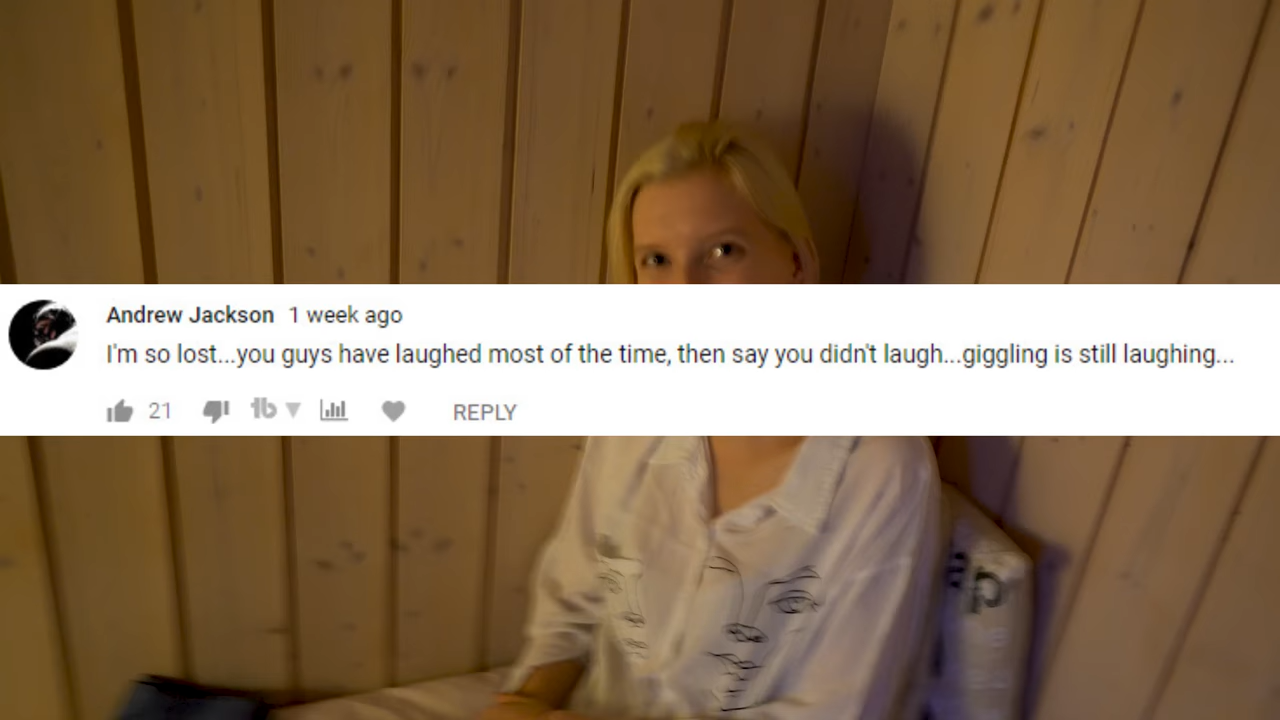 Andrew Jackson 1 week ago
I'm so lost...you guys have laughed most of the time, then say you didn't laugh...giggling is still laughing...
21
REPLY